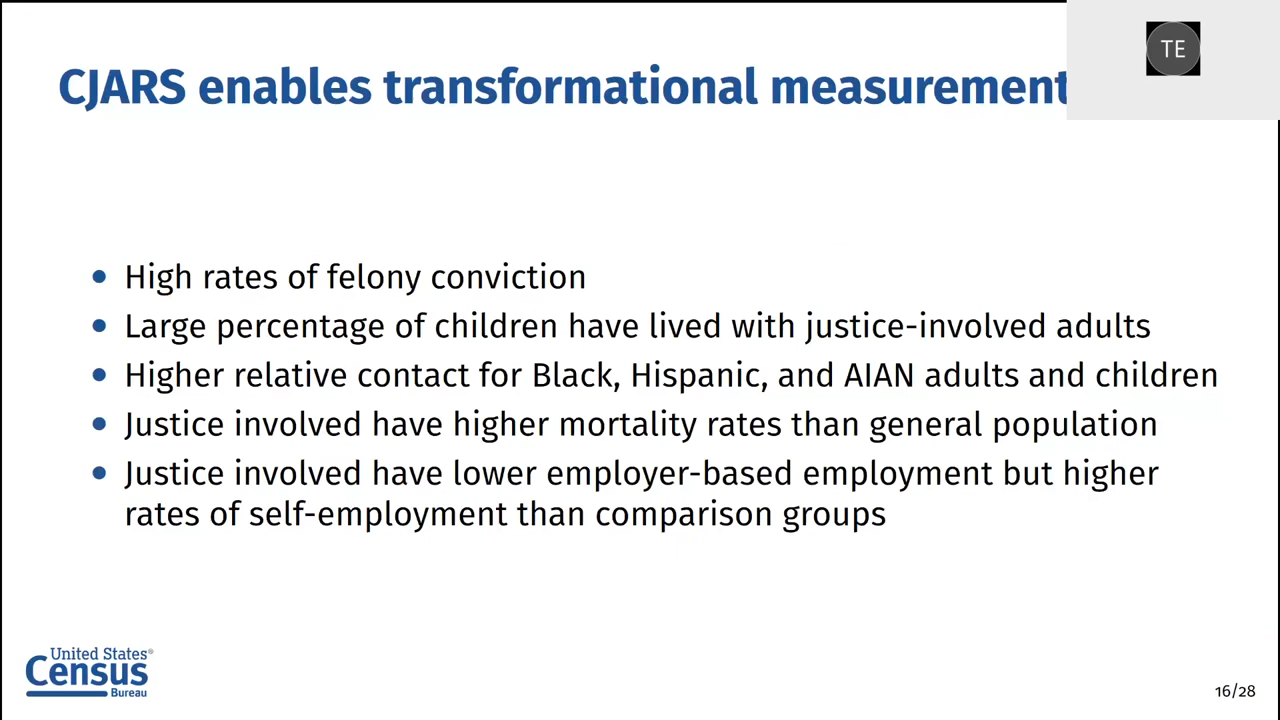 CJARS enables transformational measurement
TE
• High rates of felony conviction
• Large percentage of children have lived with justice-involved adults
• Higher relative contact for Black, Hispanic, and AIAN adults and children
• Justice involved have higher mortality rates than general population
• Justice involved have lower employer-based employment but higher
rates of self-employment than comparison groups
United States®
Census
Bureau
16/28